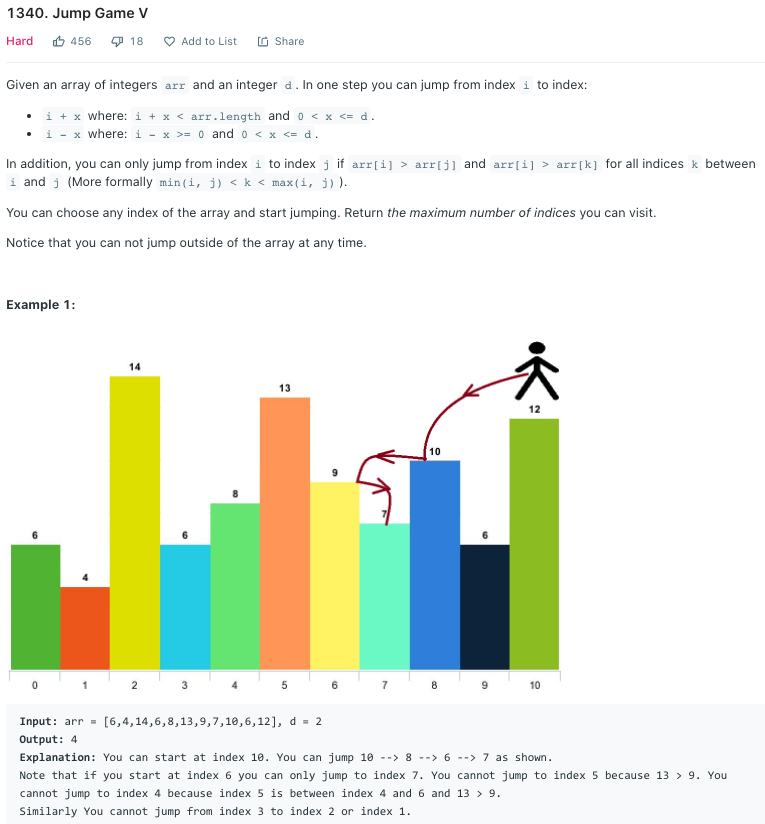 1340. Jump Game V
Hard 456 18 Add to List Share
Given an array of integers arr and an integer d. In one step you can jump from index i to index:
• i + x where: i + x < arr.length and 0 < x <= d.
• i - x where: i - x >= 0 and 0 < x <= d.
In addition, you can only jump from index i to index j if arr[i] > arr[j] and arr[i] > arr[k] for all indices k between
i and j (More formally min(i, j) < k < max(i, j)).
You can choose any index of the array and start jumping. Return the maximum number of indices you can visit.
Notice that you can not jump outside of the array at any time.
Example 1:
14
13
12
10
9
8
7
6 6 6
4
0 1 2 3 4 5 6 7 8 9 10
Input: arr = [6,4,14,6,8,13,9,7,10,6,12], d = 2
Output: 4
Explanation: You can start at index 10. You can jump 10 --> 8 --> 6 --> 7 as shown.
Note that if you start at index 6 you can only jump to index 7. You cannot jump to index 5 because 13 > 9. You
cannot jump to index 4 because index 5 is between index 4 and 6 and 13 > 9.
Similarly You cannot jump from index 3 to index 2 or index 1.